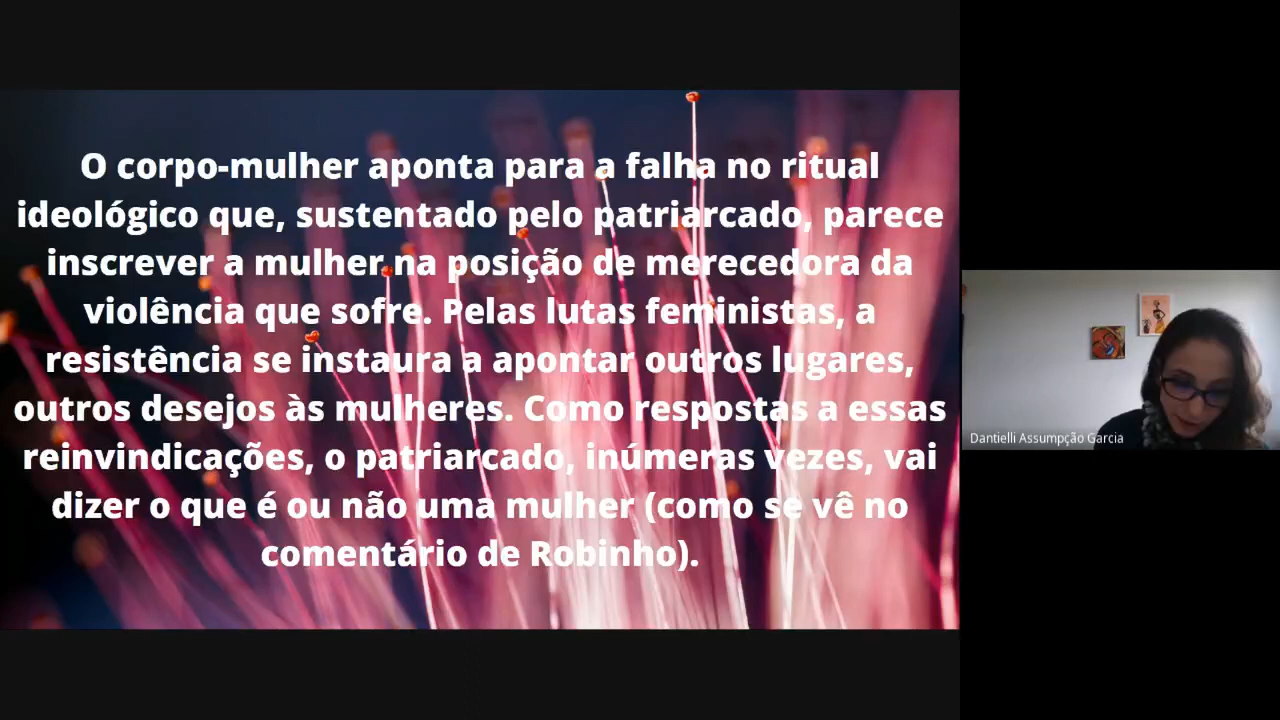 O corpo-mulher aponta para a falha no ritual
ideológico que, sustentado pelo patriarcado, parece
inscrever a mulher na posição de merecedora da
violência que sofre. Pelas lutas feministas, a
resistência se instaura a apontar outros lugares,
outros desejos às mulheres. Como respostas a essas
reinvindicações, o patriarcado, inúmeras vezes, vai
dizer o que é ou não uma mulher (como se vê no
comentário de Robinho).
Dantielli Assumpção Garcia